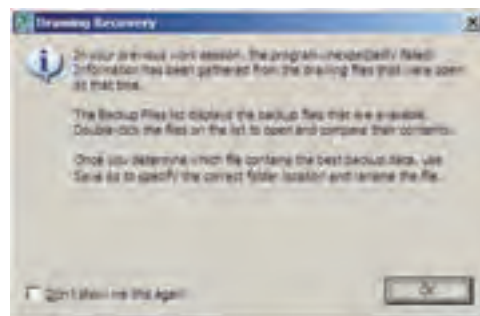 Drawing Recovery
In your previous work session, the program unexpectedly failed.
Information has been gathered from the drawing files that were open
at that time.
The Backup Files list displays the backup files that are available.
Double-click the files on the list to open and compare their contents.
Once you determine which file contains the best backup data, use
Save as to specify the correct folder location and rename the file.
Don't show me this again